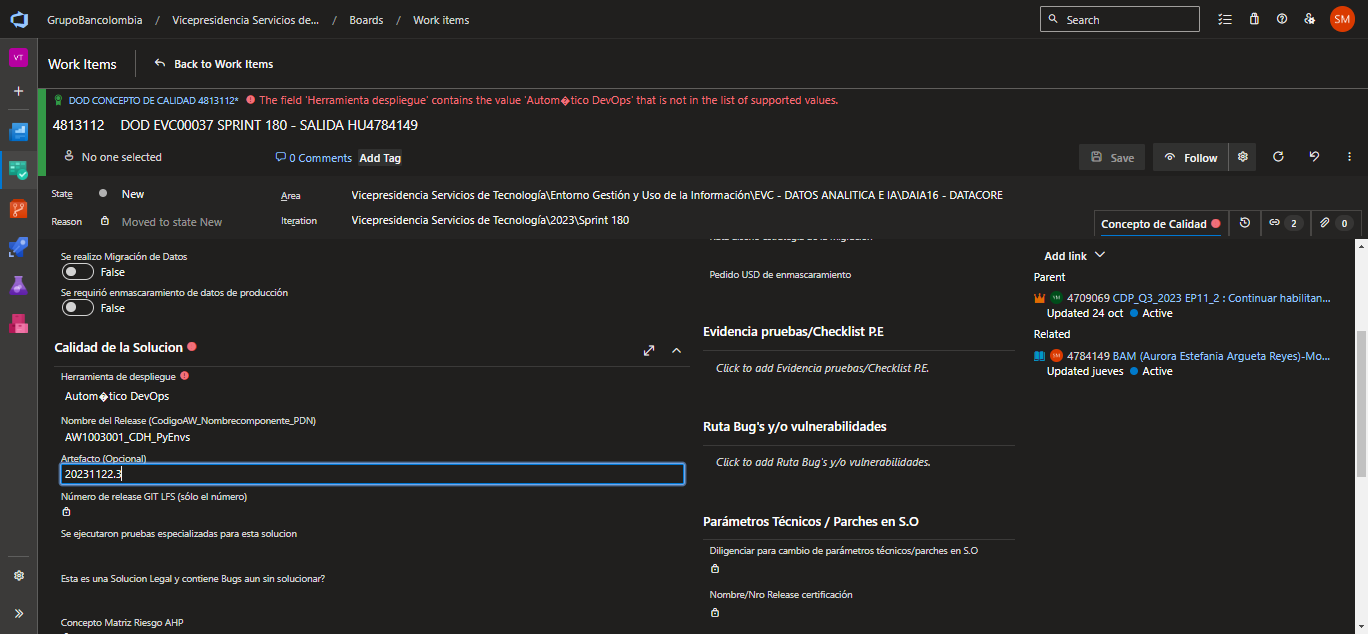 GrupoBancolombia / Vicepresidencia Servicios de... / Boards / Work items
Search
SM
VT
Work Items
Back to Work Items
DOD CONCEPTO DE CALIDAD 4813112*
The field 'Herramienta despliegue' contains the value 'Autom�tico DevOps' that is not in the list of supported values.
4813112 DOD EVC00037 SPRINT 180 - SALIDA HU4784149
No one selected
0 Comments
Add Tag
Save
Follow
State
New
Area
Vicepresidencia Servicios de Tecnología\Entorno Gestión y Uso de la Información\EVC - DATOS ANALITICA E IA\DAIA16 - DATACORE
Reason
Moved to state New
Iteration
Vicepresidencia Servicios de Tecnología\2023\Sprint 180
Concepto de Calidad
2
0
Se realizo Migración de Datos
False
Se requirió enmascaramiento de datos de producción
False
Calidad de la Solucion
Herramienta de despliegue
Autom�tico DevOps
Nombre del Release (CodigoAW_Nombrecomponente_PDN)
AW1003001_CDH_PyEnvs
Artefacto (Opcional)
20231122.3
Número de release GIT LFS (sólo el número)
Se ejecutaron pruebas especializadas para esta solucion
Esta es una Solucion Legal y contiene Bugs aun sin solucionar?
Concepto Matriz Riesgo AHP
Pedido USD de enmascaramiento
Evidencia pruebas/Checklist P.E
Click to add Evidencia pruebas/Checklist P.E.
Ruta Bug's y/o vulnerabilidades
Click to add Ruta Bug's y/o vulnerabilidades.
Parámetros Técnicos / Parches en S.O
Diligenciar para cambio de parámetros técnicos/parches en S.O
Nombre/Nro Release certificación
Add link
Parent
4709069 CDP_Q3_2023 EP11_2 : Continuar habilitan...
Updated 24 oct
Active
Related
4784149 BAM (Aurora Estefania Argueta Reyes)-Mo...
Updated jueves
Active